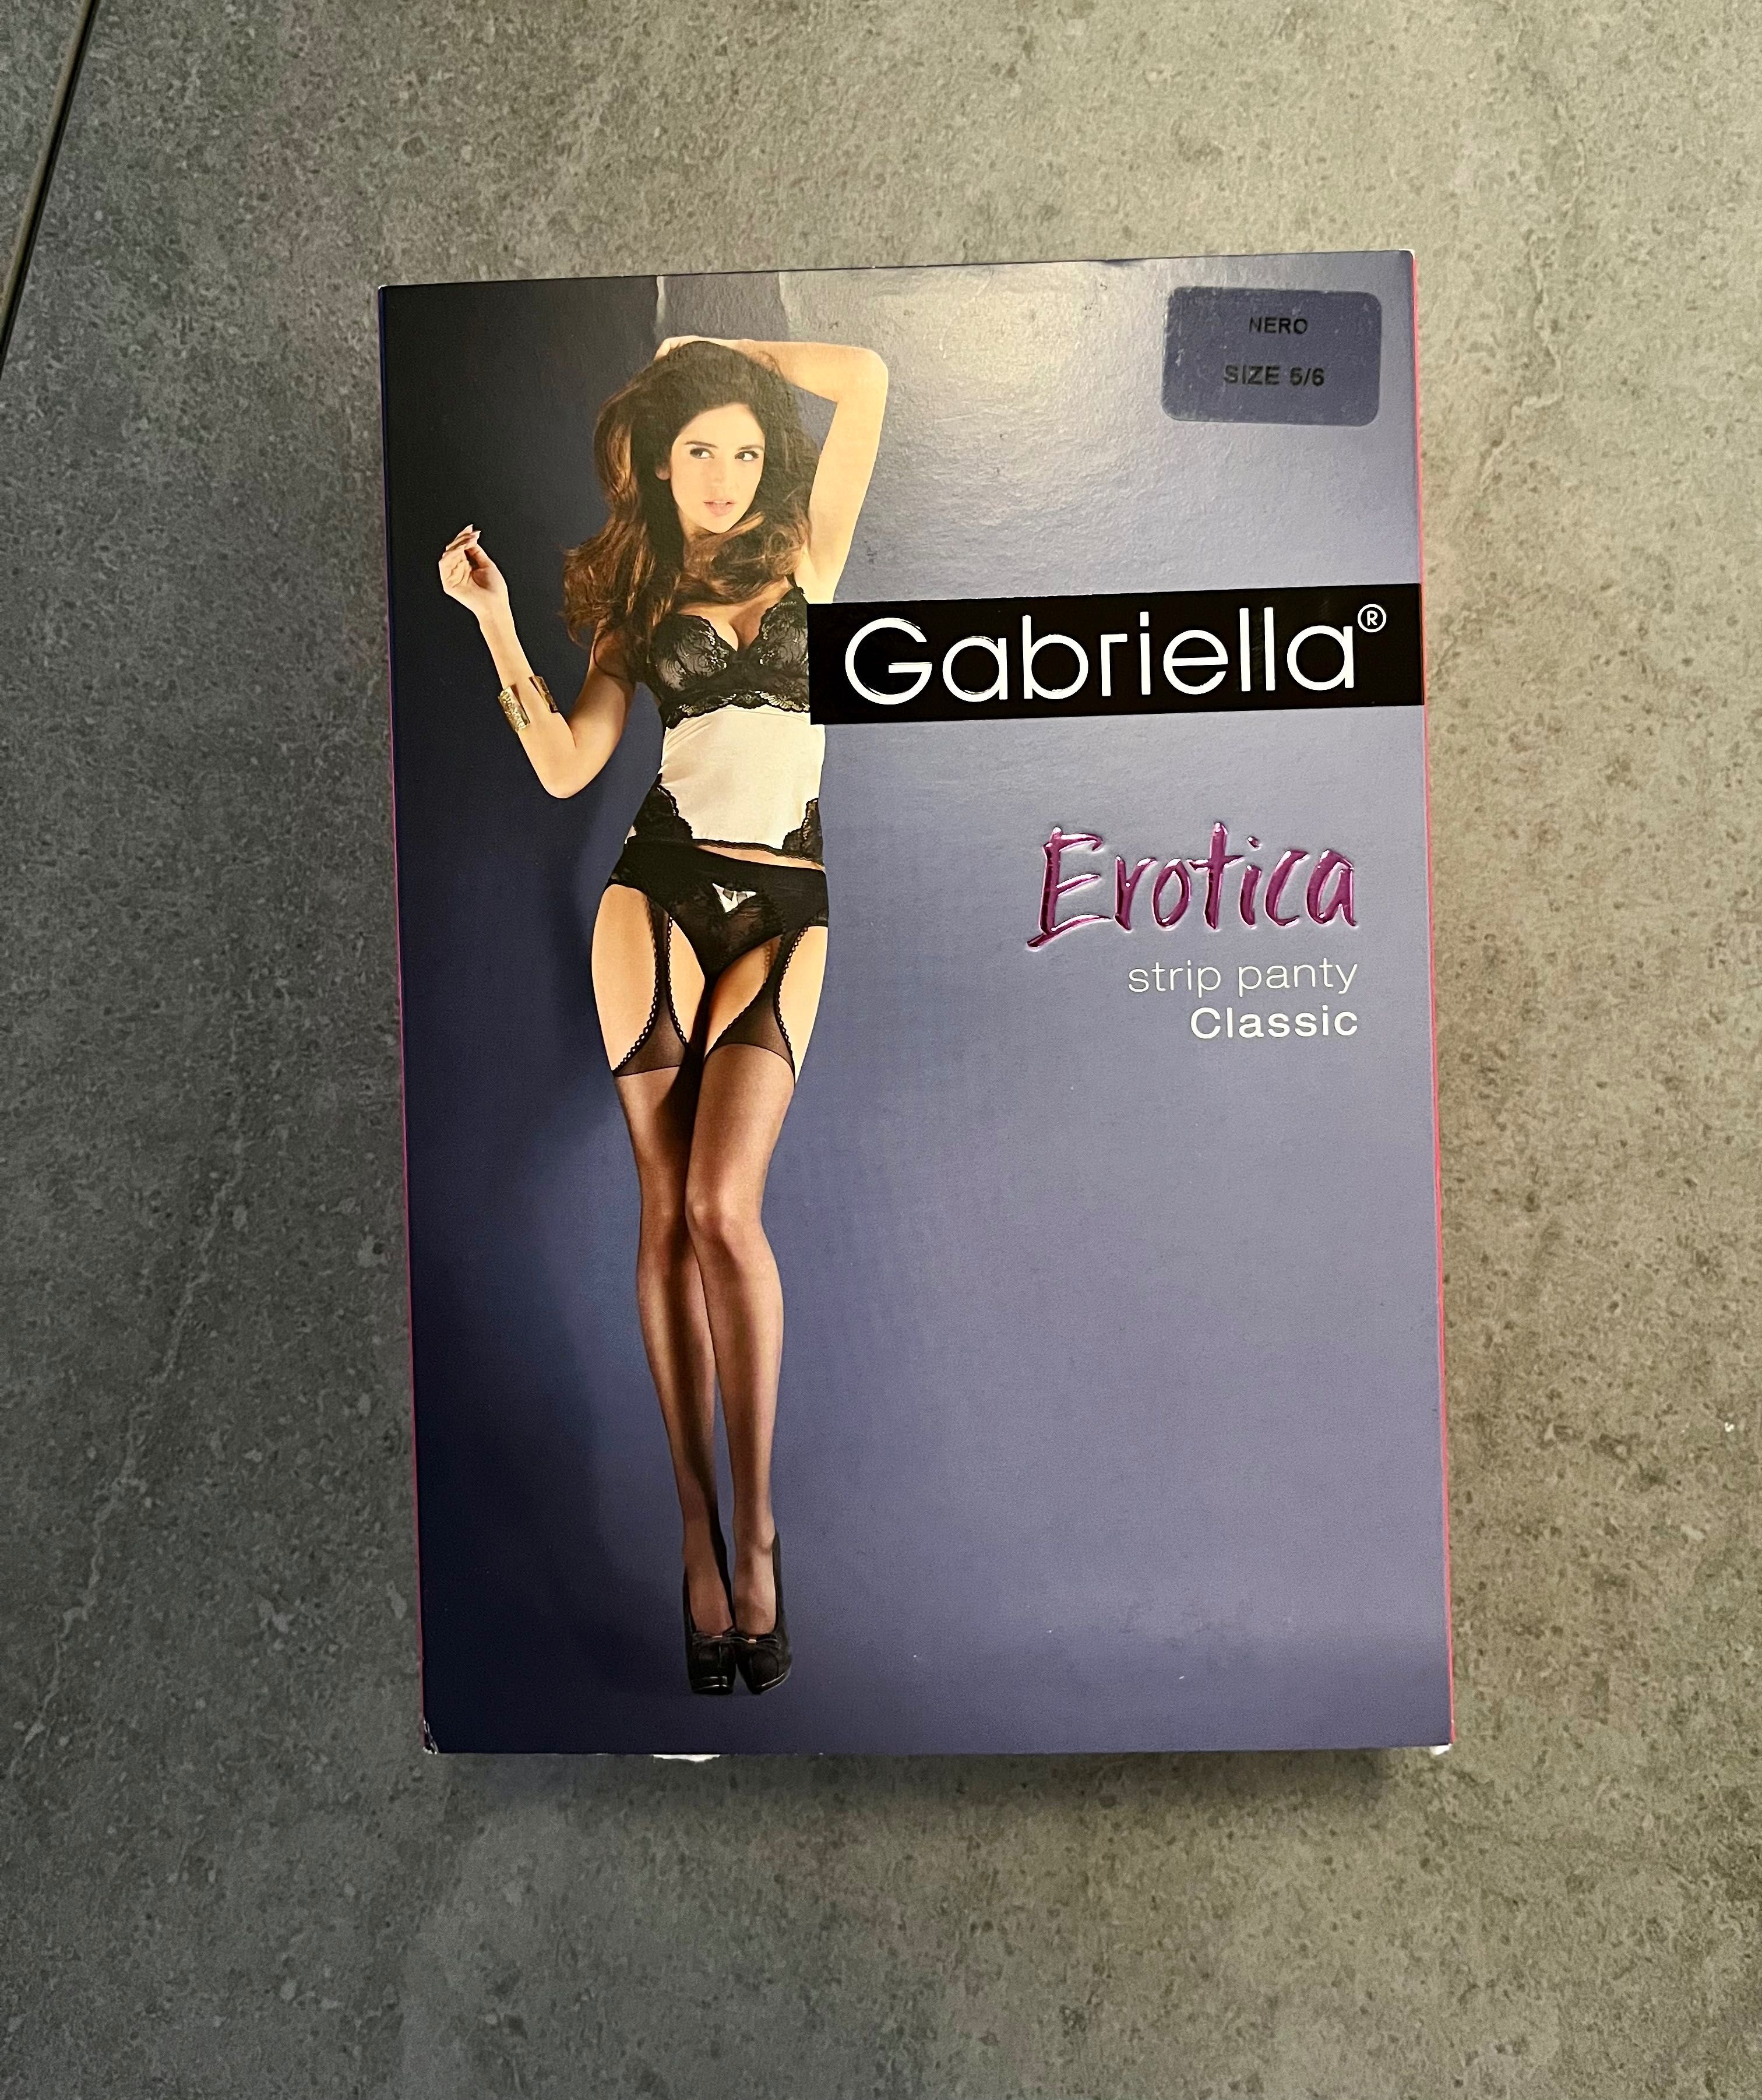 NERO
SIZE 5/6
Gabriella®
Erotica
strip panty
Classic